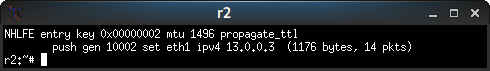 r2
NHLFE entry key 0x00000002 mtu 1496 propagate_ttl
push gen 10002 set eth1 ipv4 13.0.0.3 (1176 bytes, 14 pkts)
r2:~#